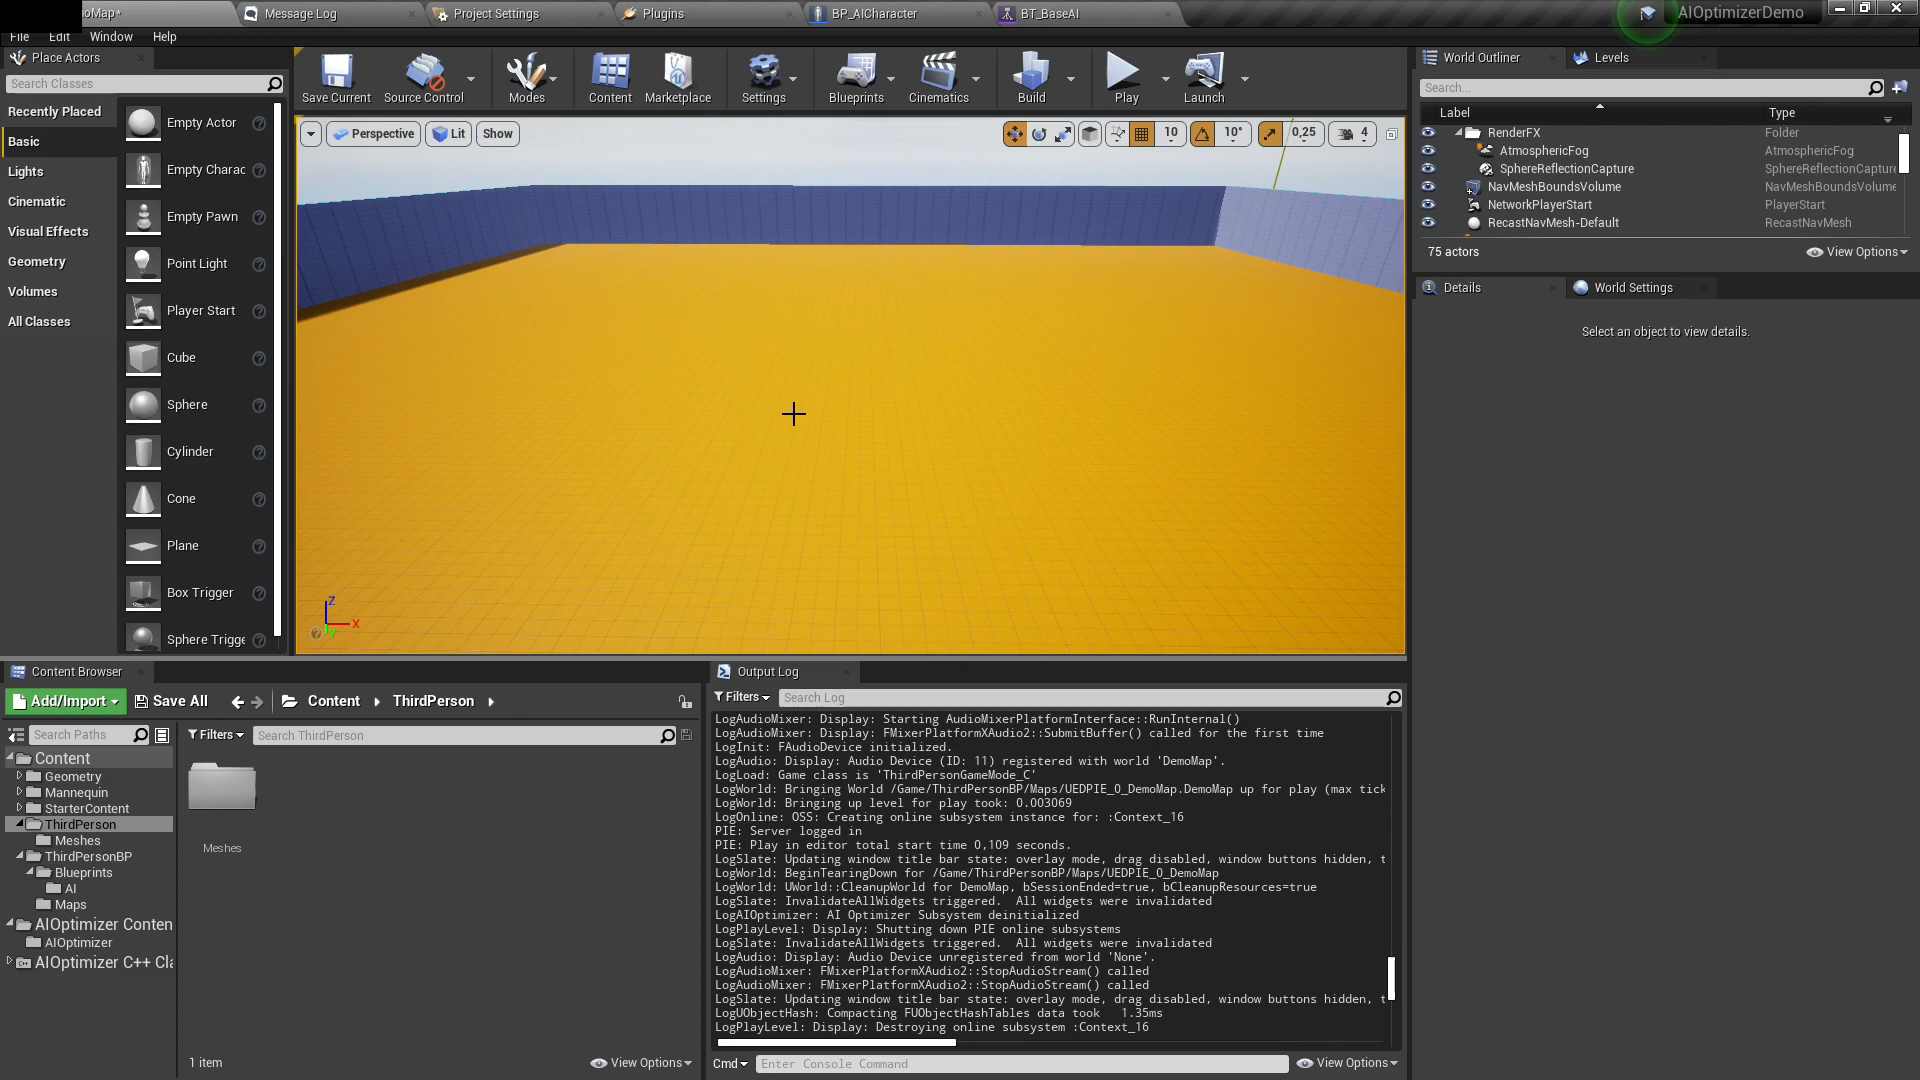 oMap*
Message Log
Project Settings
Plugins
BP_AICharacter
BT_BaseAI
AIOptimizerDemo
File Edit Window Help
Place Actors
Search Classes
Recently Placed
Basic
Lights
Cinematic
Visual Effects
Geometry
Volumes
All Classes
Empty Actor
Empty Charac
Empty Pawn
Point Light
Player Start
Cube
Sphere
Cylinder
Cone
Plane
Box Trigger
Sphere Trigge
Save Current
Source Control
Modes
Content
Marketplace
Settings
Blueprints
Cinematics
Build
Play
Launch
Perspective
Lit
Show
10
10°
0,25
4
Z
X
Y
World Outliner
Levels
Search...
Label Type
RenderFX Folder
AtmosphericFog AtmosphericFog
SphereReflectionCapture SphereReflectionCapture
NavMeshBoundsVolume NavMeshBoundsVolume
NetworkPlayerStart PlayerStart
RecastNavMesh-Default RecastNavMesh
75 actors
View Options
Details
World Settings
Select an object to view details.
Content Browser
Add/Import
Save All
Content
ThirdPerson
Search Paths
Filters
Search ThirdPerson
Content
Geometry
Mannequin
StarterContent
ThirdPerson
Meshes
ThirdPersonBP
Blueprints
AI
Maps
AIOptimizer Conten
AIOptimizer
AIOptimizer C++ Cla
Meshes
1 item
View Options
Output Log
Filters
Search Log
LogAudioMixer: Display: Starting AudioMixerPlatformInterface::RunInternal()
LogAudioMixer: Display: FMixerPlatformXAudio2::SubmitBuffer() called for the first time
LogInit: FAudioDevice initialized.
LogAudio: Display: Audio Device (ID: 11) registered with world 'DemoMap'.
LogLoad: Game class is 'ThirdPersonGameMode_C'
LogWorld: Bringing World /Game/ThirdPersonBP/Maps/UEDPIE_0_DemoMap.DemoMap up for play (max tick
LogWorld: Bringing up level for play took: 0.003069
LogOnline: OSS: Creating online subsystem instance for: :Context_16
PIE: Server logged in
PIE: Play in editor total start time 0,109 seconds.
LogSlate: Updating window title bar state: overlay mode, drag disabled, window buttons hidden, t
LogWorld: BeginTearingDown for /Game/ThirdPersonBP/Maps/UEDPIE_0_DemoMap
LogWorld: UWorld::CleanupWorld for DemoMap, bSessionEnded=true, bCleanupResources=true
LogSlate: InvalidateAllWidgets triggered.  All widgets were invalidated
LogAIOptimizer: AI Optimizer Subsystem deinitialized
LogPlayLevel: Display: Shutting down PIE online subsystems
LogSlate: InvalidateAllWidgets triggered.  All widgets were invalidated
LogAudio: Display: Audio Device unregistered from world 'None'.
LogAudioMixer: FMixerPlatformXAudio2::StopAudioStream() called
LogAudioMixer: FMixerPlatformXAudio2::StopAudioStream() called
LogSlate: Updating window title bar state: overlay mode, drag disabled, window buttons hidden, t
LogUObjectHash: Compacting FUObjectHashTables data took   1.35ms
LogPlayLevel: Display: Destroying online subsystem :Context_16
Cmd
Enter Console Command
View Options